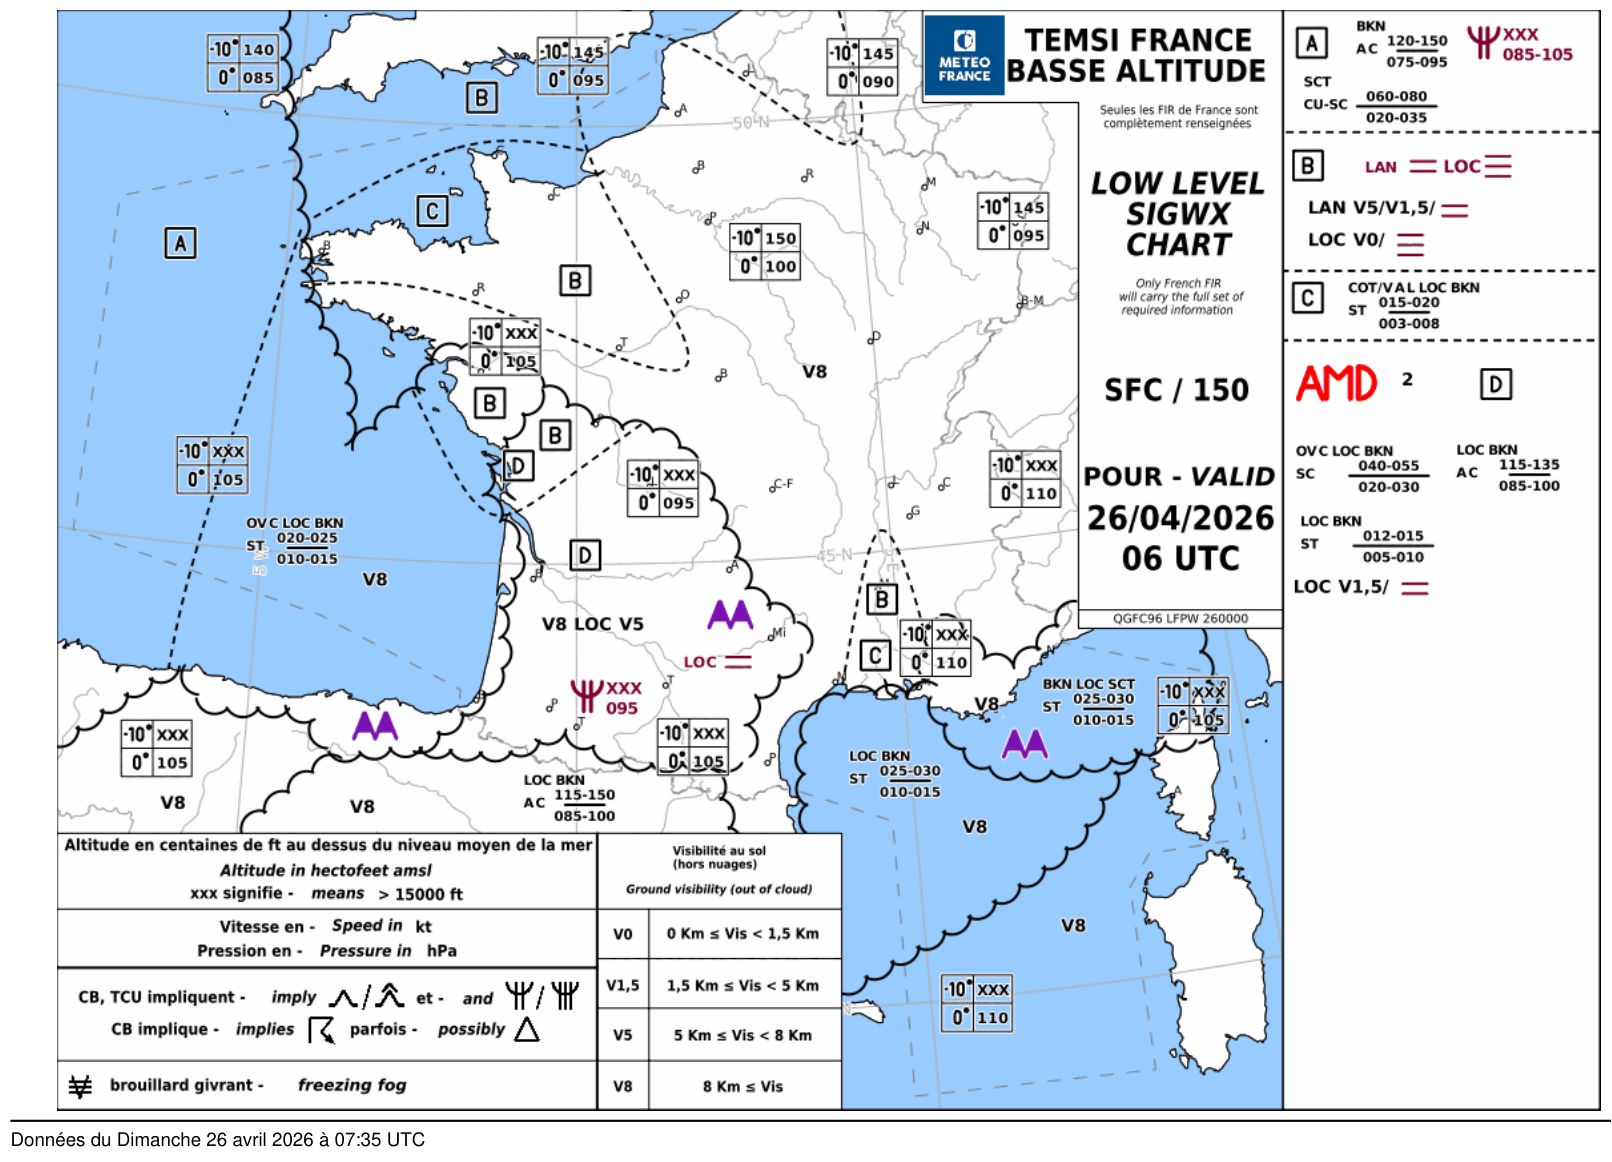 METEO
FRANCE
TEMSI FRANCE
BASSE ALTITUDE
Seules les FIR de France sont
complètement renseignées
LOW LEVEL
SIGWX
CHART
Only French FIR
will carry the full set of
required information
SFC / 150
POUR - VALID
26/04/2026
06 UTC
QGFC96 LFPW 260000
A
BKN
AC 120-150
075-095
XXX
085-105
SCT
CU-SC 060-080
020-035
B
LAN LOC
LAN V5/V1,5/
LOC V0/
C
COT/VAL LOC BKN
ST 015-020
003-008
AMD 2 D
OVC LOC BKN
SC 040-055
020-030
LOC BKN
AC 115-135
085-100
LOC BKN
ST 012-015
005-010
LOC V1,5/
-10° 140
0° 085
-10° 145
0° 095
-10° 145
0° 090
B
L
A
50°N
C
B
R
M
C
C
P
N
-10° 145
0° 095
A
B
-10° 150
0° 100
B
R
O
B-M
-10° XXX
0° 105
T
D
V8
B
B
B
P
-10° XXX
0° 105
D
-10° XXX
0° 095
L
C-F
L
C
G
-10° XXX
0° 110
OVC LOC BKN
ST 020-025
010-015
5°W
V8
45°N
D
B
A
B
V8 LOC V5
Mi
LOC
C
-10° XXX
0° 110
N
XXX
095
T
P
T
N
V8
BKN LOC SCT
ST 025-030
010-015
-10° XXX
0° 105
-10° XXX
0° 105
-10° XXX
0° 105
P
LOC BKN
ST 025-030
010-015
V8
V8
LOC BKN
AC 115-150
085-100
A
V8
V8
-10° XXX
0° 110
Altitude en centaines de ft au dessus du niveau moyen de la mer
Altitude in hectofeet amsl
xxx signifie - means > 15000 ft
Vitesse en - Speed in kt
Pression en - Pressure in hPa
CB, TCU impliquent - imply / et - and /
CB implique - implies parfois - possibly
brouillard givrant - freezing fog
Visibilité au sol
(hors nuages)
Ground visibility (out of cloud)
V0 0 Km ≤ Vis < 1,5 Km
V1,5 1,5 Km ≤ Vis < 5 Km
V5 5 Km ≤ Vis < 8 Km
V8 8 Km ≤ Vis
Données du Dimanche 26 avril 2026 à 07:35 UTC